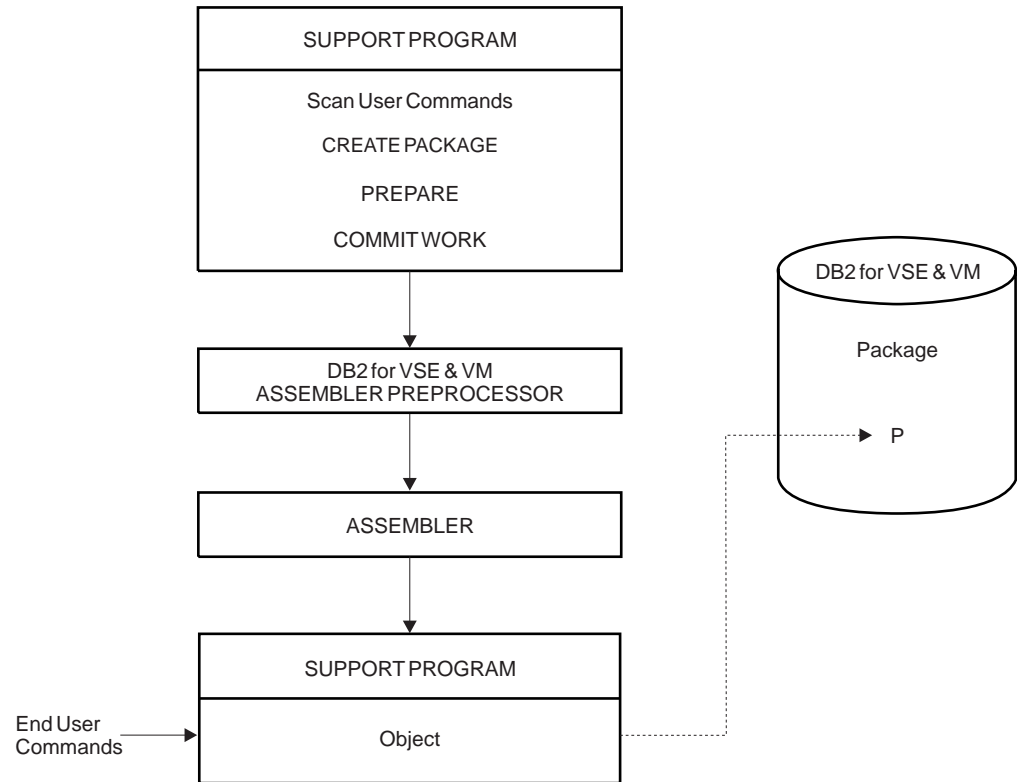 SUPPORT PROGRAM
Scan User Commands
CREATE PACKAGE
PREPARE
COMMIT WORK
DB2 for VSE & VM
Package
P
DB2 for VSE & VM
ASSEMBLER PREPROCESSOR
ASSEMBLER
SUPPORT PROGRAM
End User
Commands
Object